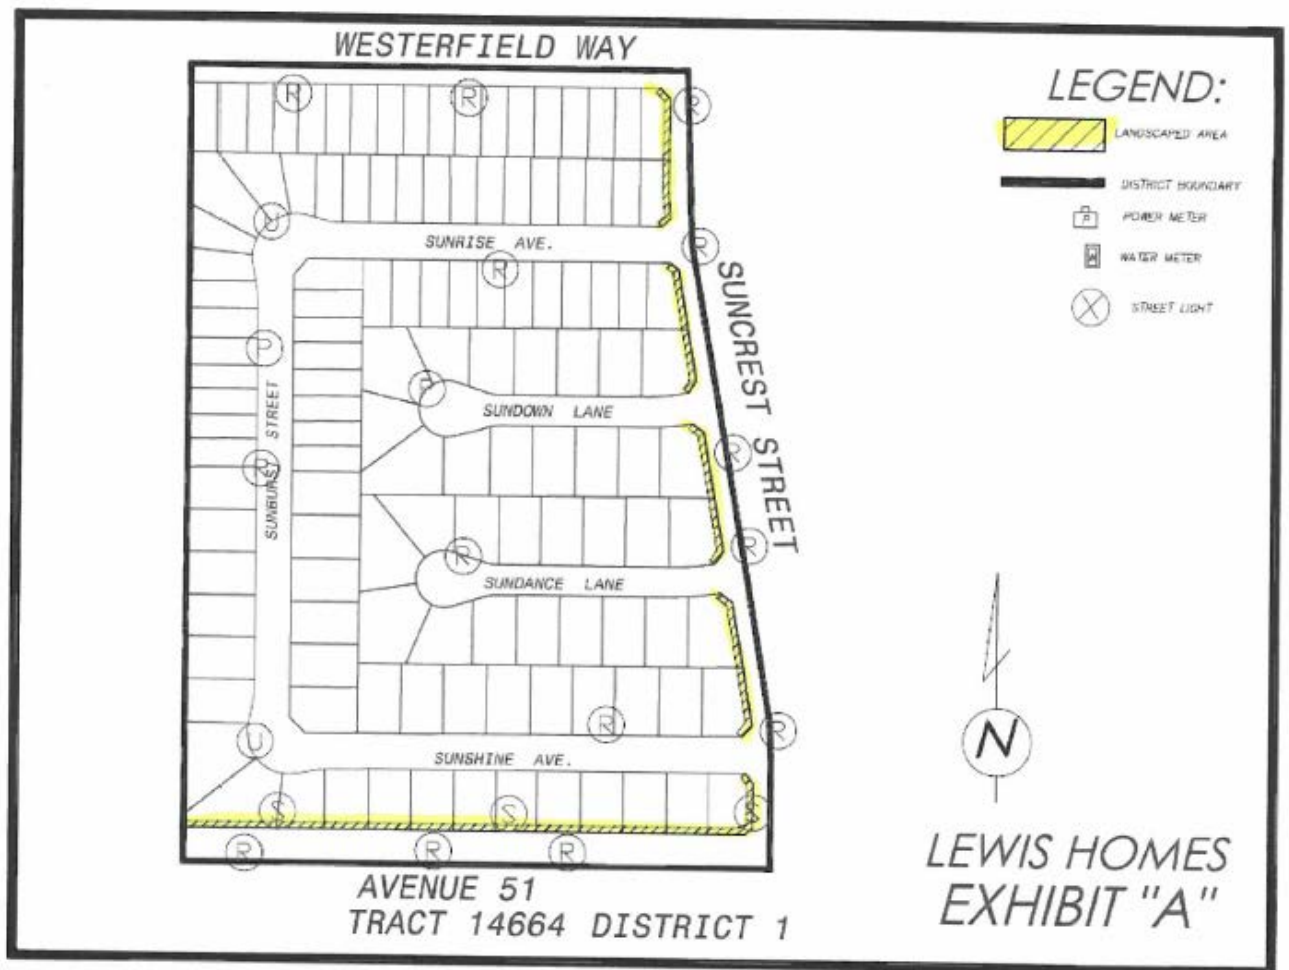 WESTERFIELD WAY
LEGEND:
LANDSCAPED AREA
DISTRICT BOUNDARY
P
POWER METER
W
WATER METER
X
STREET LIGHT
R
R
R
U
SUNRISE AVE.
R
R
SUNCREST STREET
P
P
SUNDOWN LANE
SUNBURST STREET
R
R
R
R
SUNDANCE LANE
R
U
R
SUNSHINE AVE.
N
S
S
S
R
R
R
AVENUE 51
TRACT 14664 DISTRICT 1
LEWIS HOMES
EXHIBIT "A"